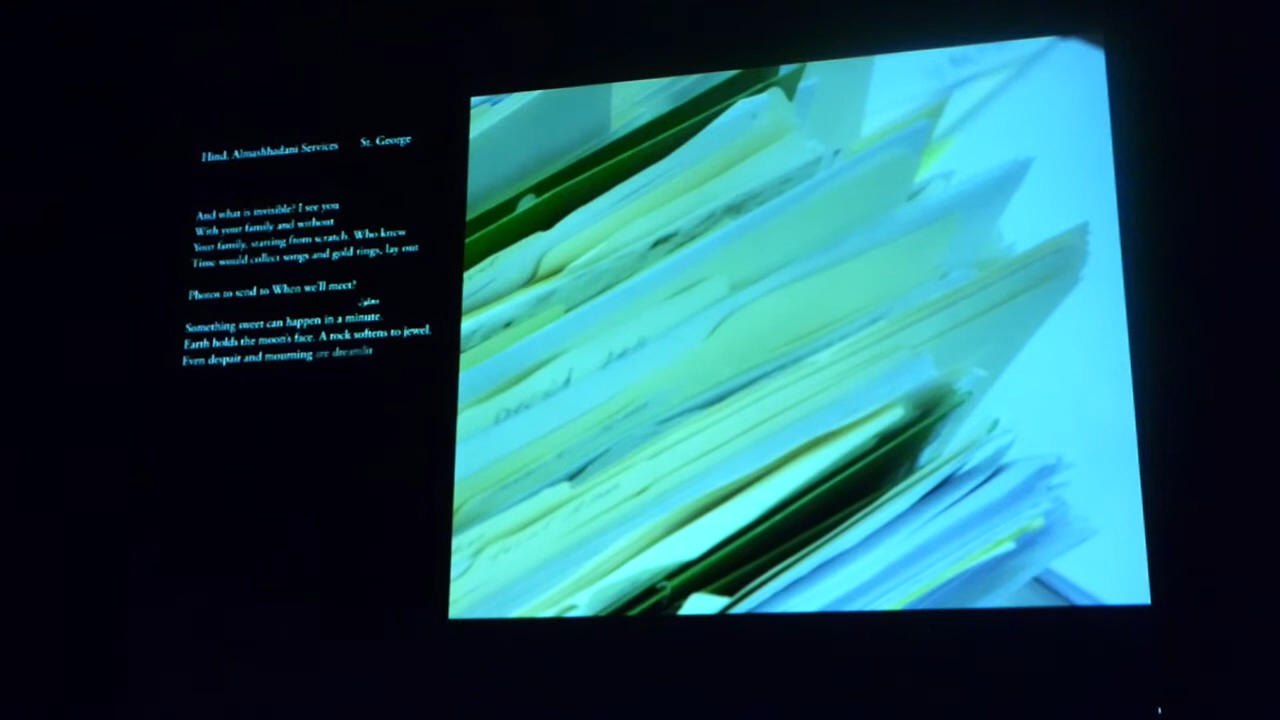 Hind, Almashhadani Services St. George
And what is invisible? I see you
With your family and without
Your family, starting from scratch. Who knew
Time would collect songs and gold rings, lay out
Photos to send to When we'll meet?
Something sweet can happen in a minute.
Earth holds the moon's face. A rock softens to jewel.
Even despair and mourning are dreamlit